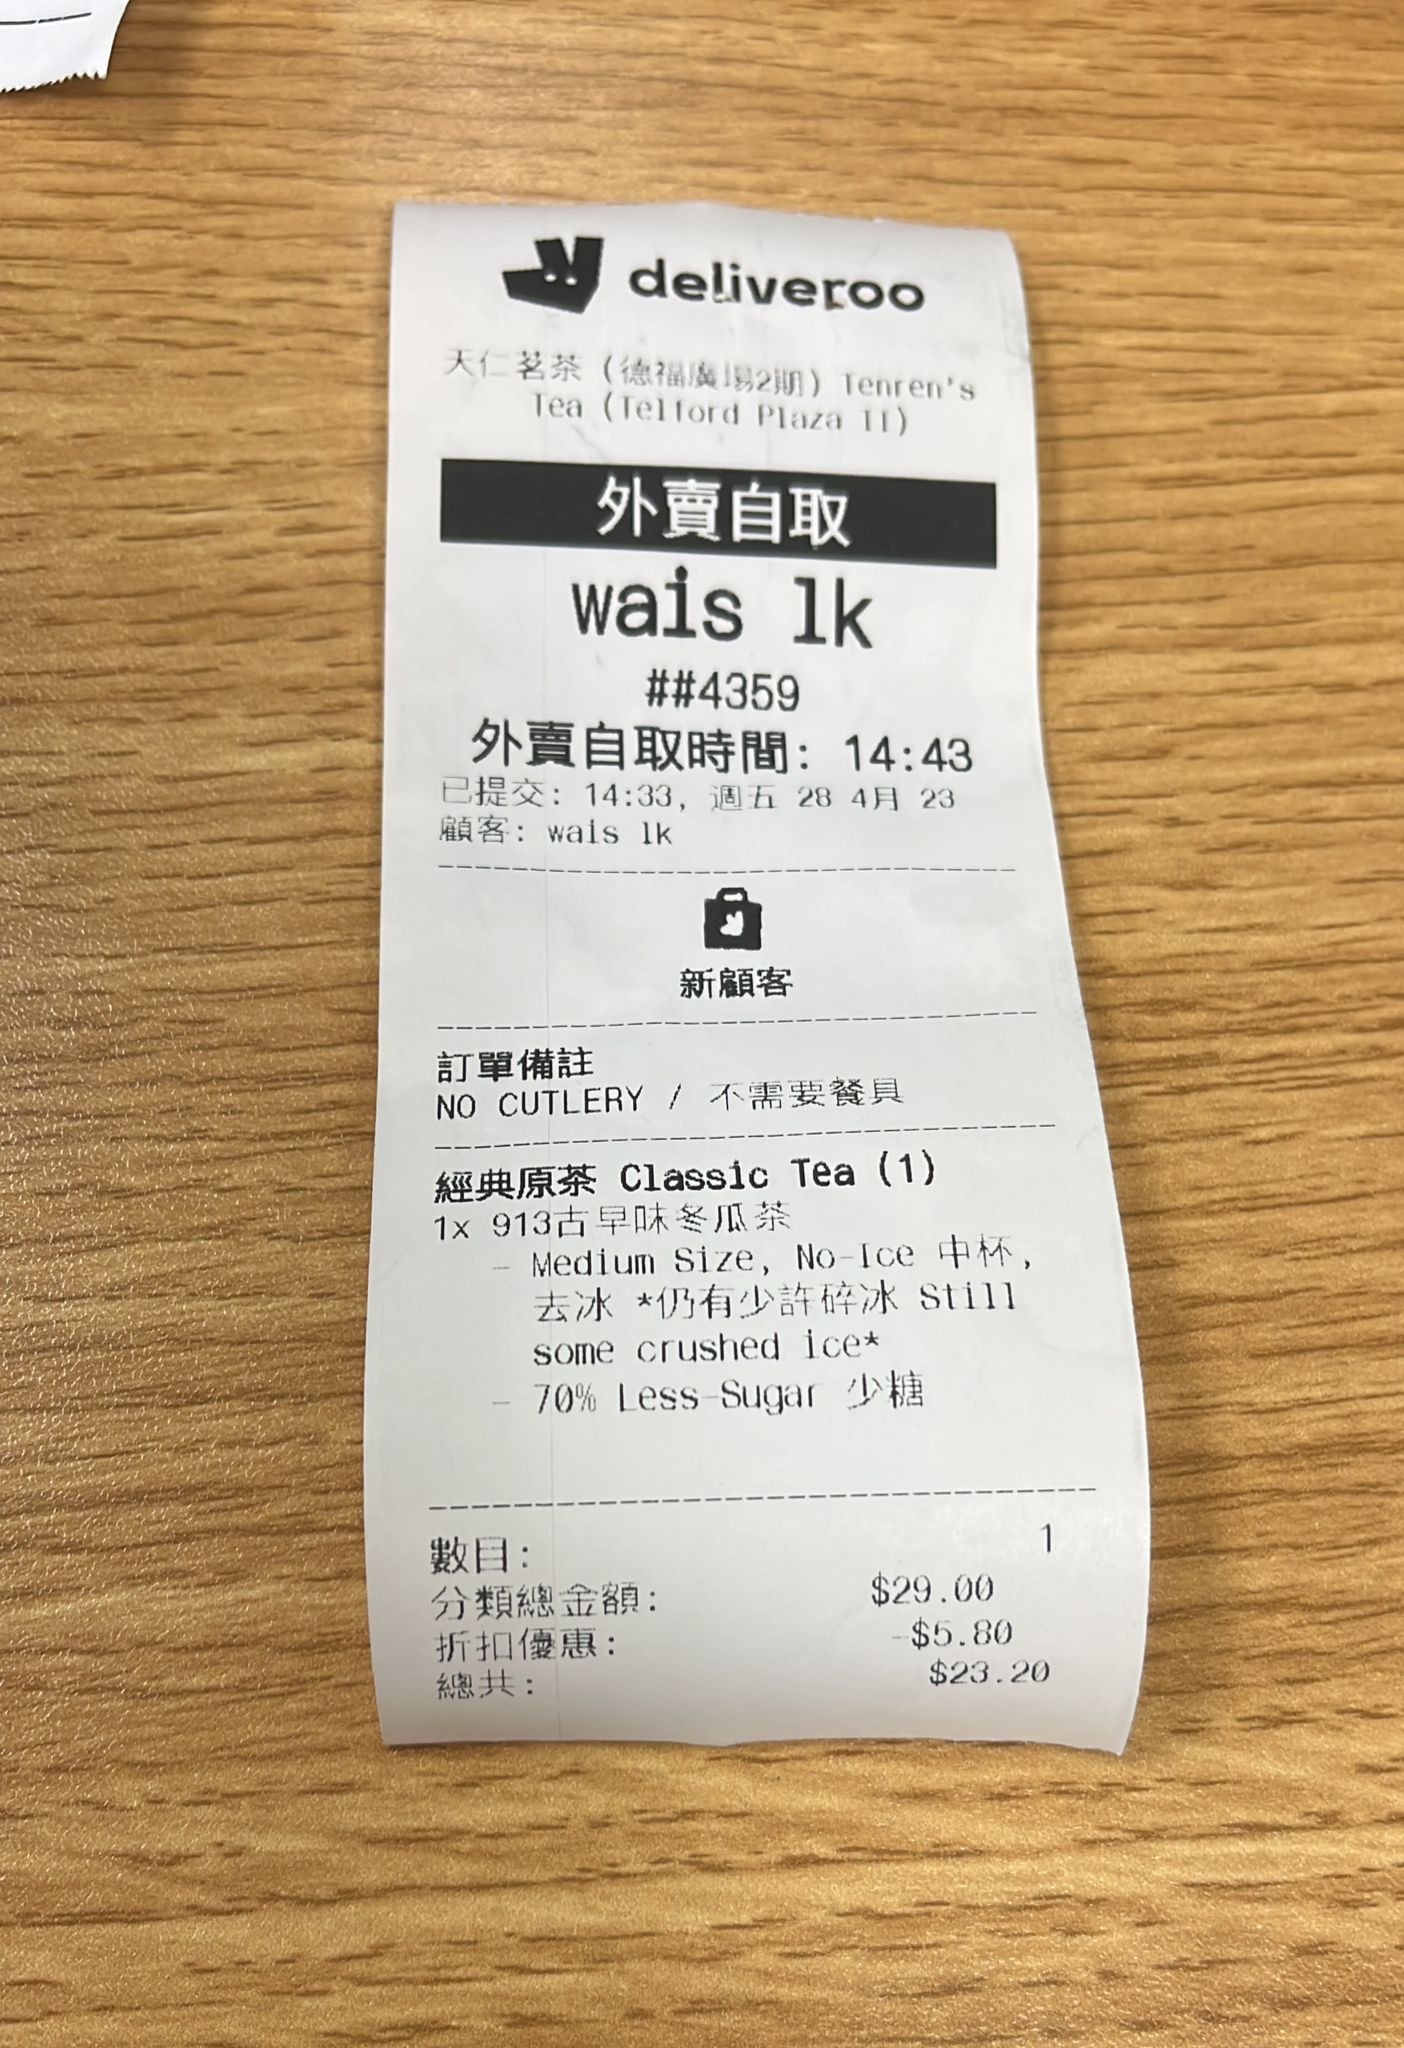 deliveroo
天仁茗茶 (德福廣場2期) Tenren's
Tea (Telford Plaza II)
外賣自取
wais lk
##4359
外賣自取時間: 14:43
已提交: 14:33, 週五 28 4月 23
顧客: wais lk
新顧客
訂單備註
NO CUTLERY / 不需要餐具
經典原茶 Classic Tea (1)
1x 913古早味冬瓜茶
- Medium Size, No-Ice 中杯,
去冰 *仍有少許碎冰 Still
some crushed ice*
- 70% Less-Sugar 少糖
數目: 1
分類總金額: $29.00
折扣優惠: -$5.80
總共: $23.20